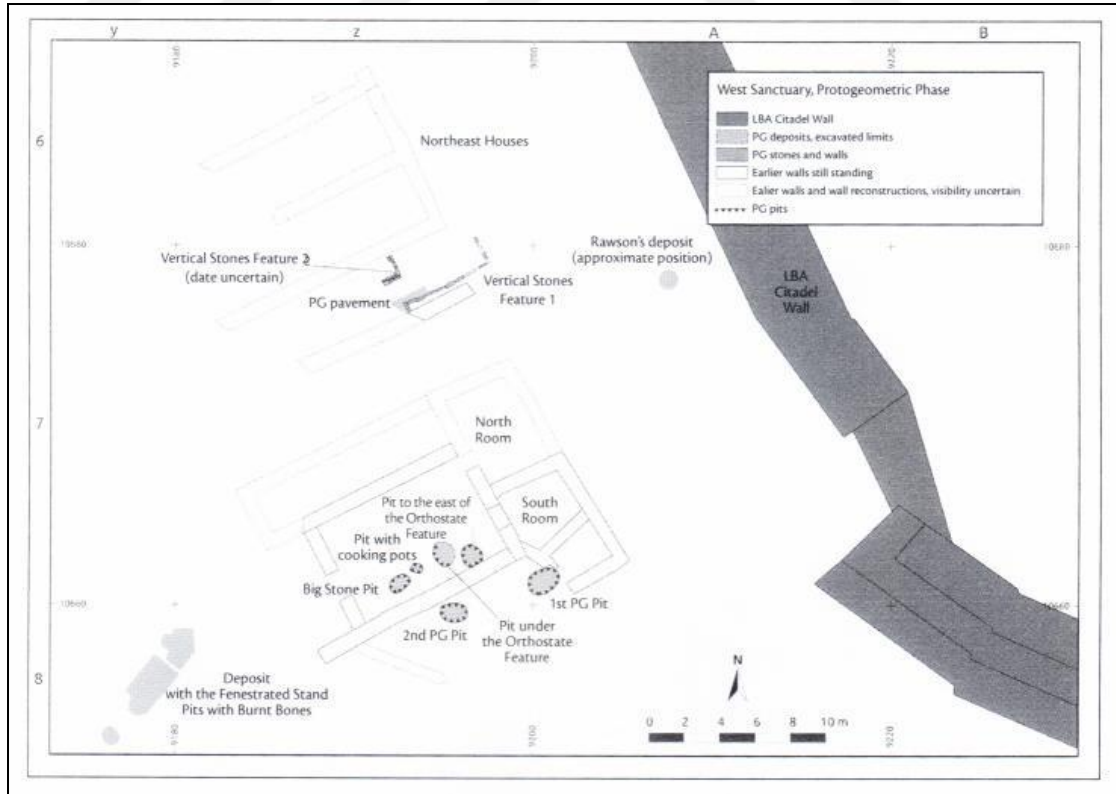 y
z
A
B
9180
9200
9220
6
7
8
10680
10680
10660
10660
West Sanctuary, Protogeometric Phase
LBA Citadel Wall
PG deposits, excavated limits
PG stones and walls
Earlier walls still standing
Ealier walls and wall reconstructions, visibility uncertain
PG pits
Northeast Houses
Rawson's deposit
(approximate position)
Vertical Stones Feature 2
(date uncertain)
Vertical Stones
Feature 1
PG pavement
LBA
Citadel
Wall
North
Room
South
Room
Pit to the east of
the Orthostate
Feature
Pit with
cooking pots
Big Stone Pit
1st PG Pit
2nd PG Pit
Pit under
the Orthostate
Feature
Deposit
with the Fenestrated Stand
Pits with Burnt Bones
N
0 2 4 6 8 10 m
9180
9200
9220